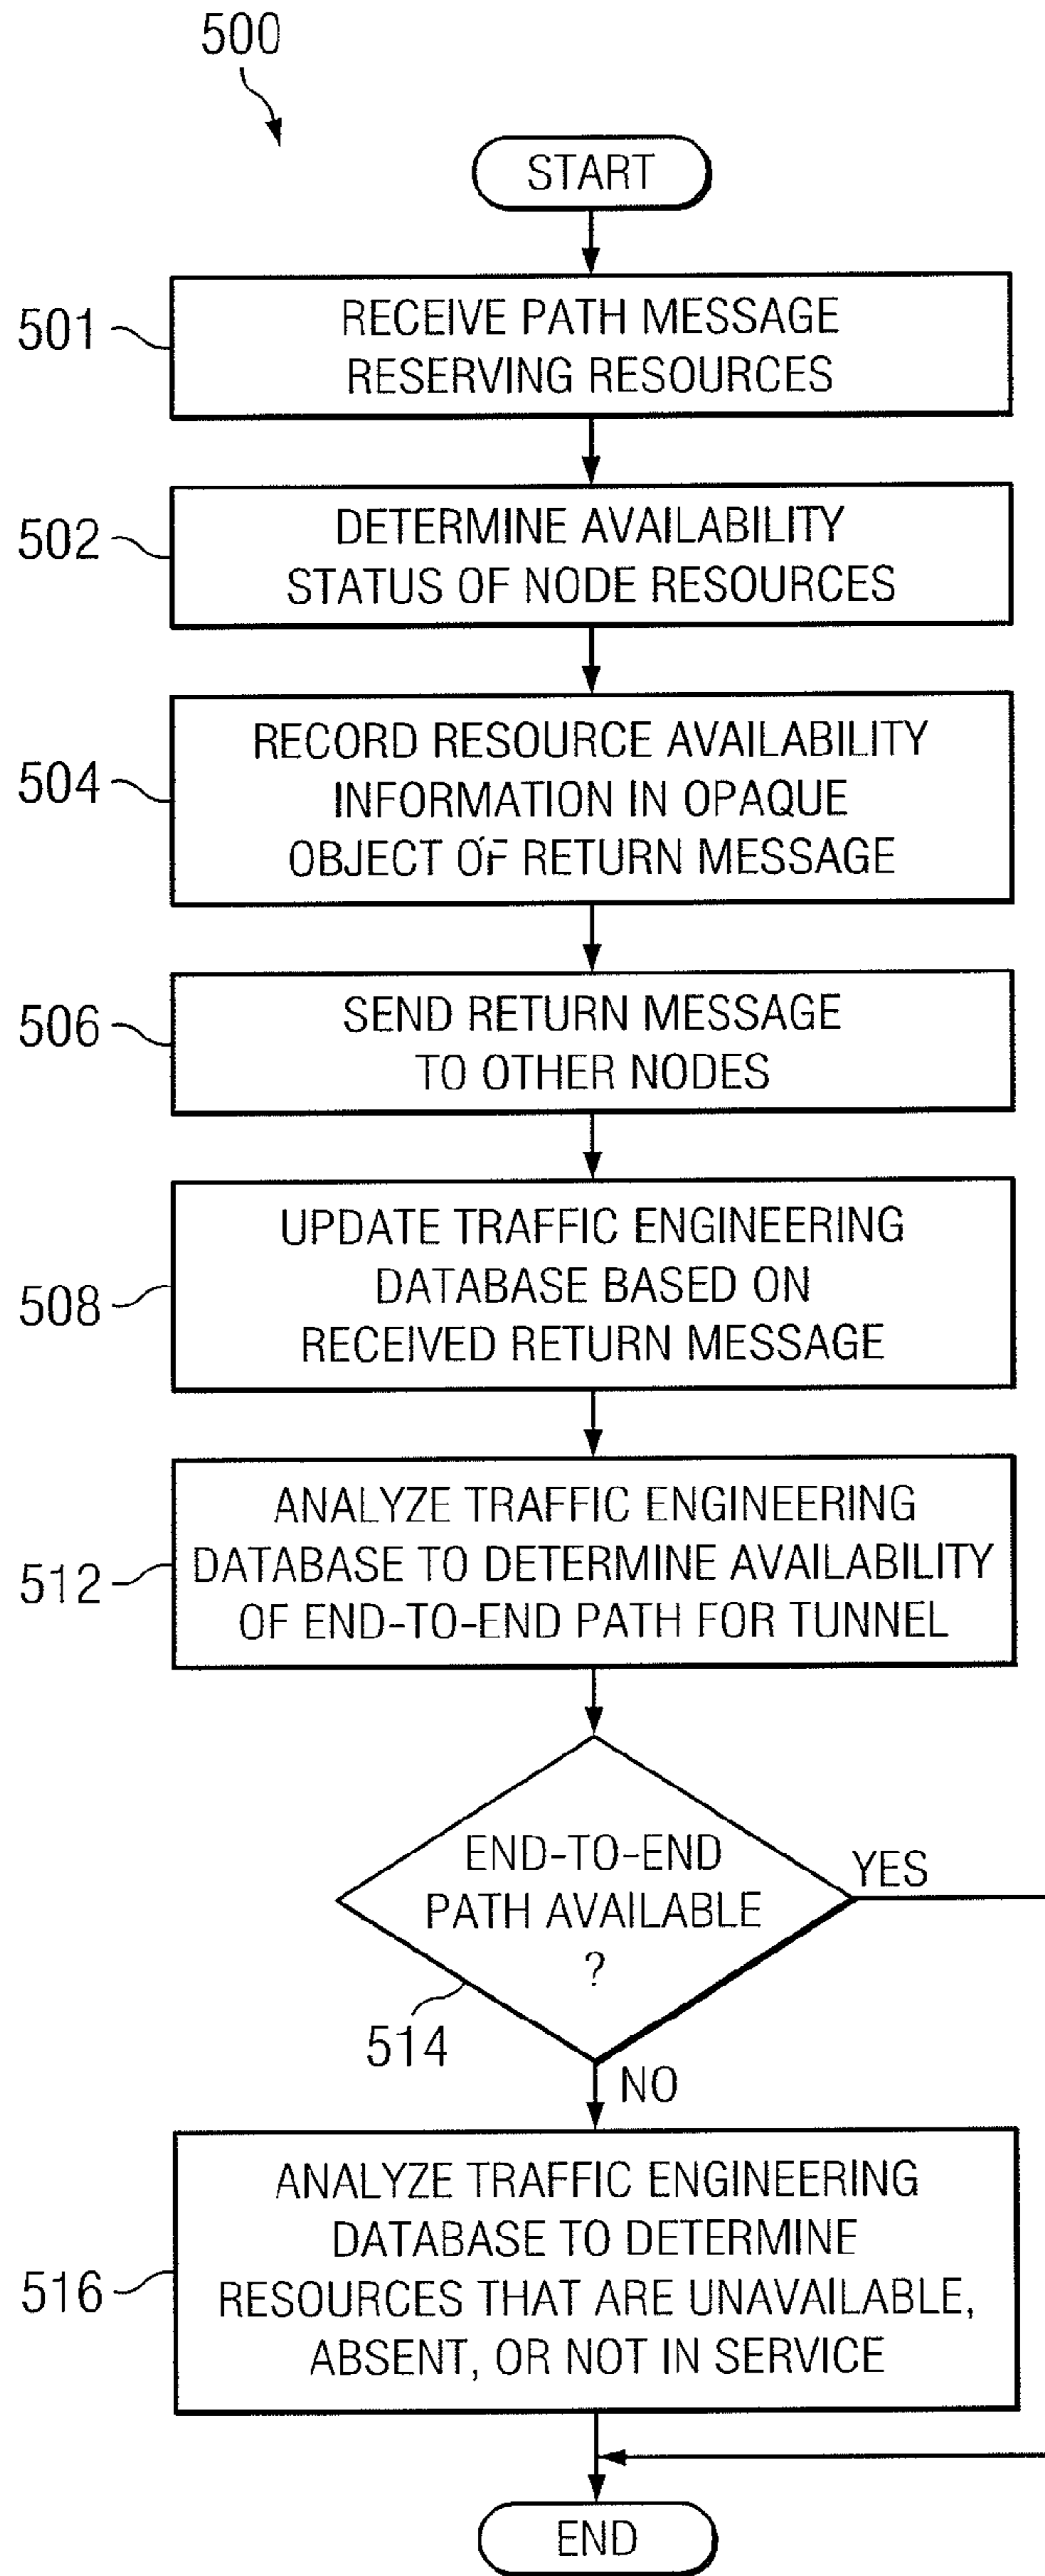 500
START
501
RECEIVE PATH MESSAGE
RESERVING RESOURCES
502
DETERMINE AVAILABILITY
STATUS OF NODE RESOURCES
504
RECORD RESOURCE AVAILABILITY
INFORMATION IN OPAQUE
OBJECT OF RETURN MESSAGE
506
SEND RETURN MESSAGE
TO OTHER NODES
508
UPDATE TRAFFIC ENGINEERING
DATABASE BASED ON
RECEIVED RETURN MESSAGE
512
ANALYZE TRAFFIC ENGINEERING
DATABASE TO DETERMINE AVAILABILITY
OF END-TO-END PATH FOR TUNNEL
END-TO-END
PATH AVAILABLE
?
YES
514
NO
516
ANALYZE TRAFFIC ENGINEERING
DATABASE TO DETERMINE
RESOURCES THAT ARE UNAVAILABLE,
ABSENT, OR NOT IN SERVICE
END